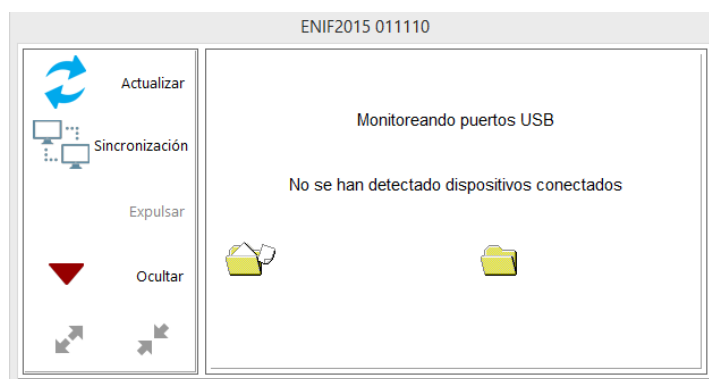 ENIF2015 011110
Actualizar
Sincronización
Expulsar
Ocultar
Monitoreando puertos USB
No se han detectado dispositivos conectados